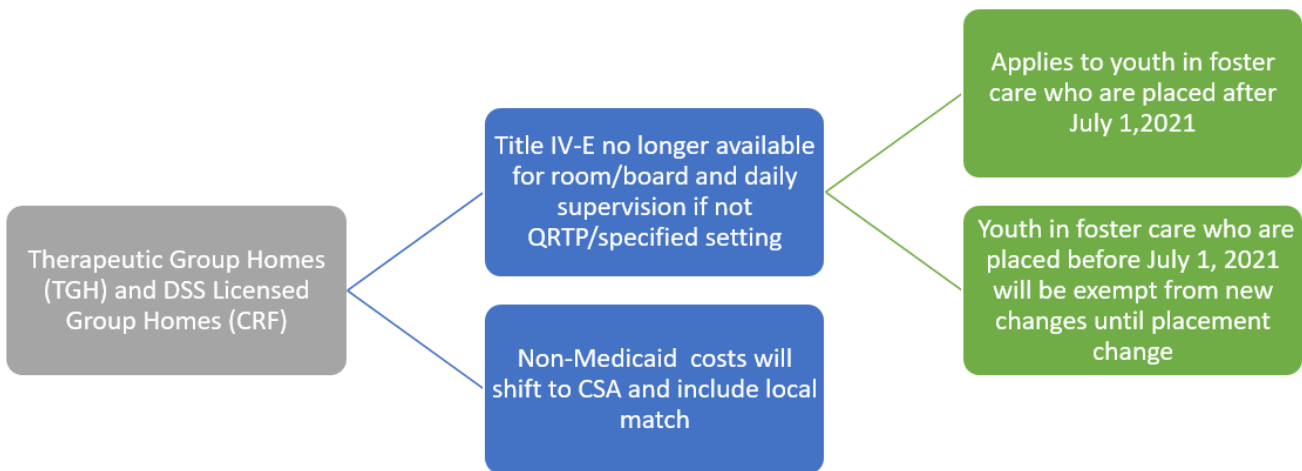 Therapeutic Group Homes
(TGH) and DSS Licensed
Group Homes (CRF)
Title IV-E no longer available
for room/board and daily
supervision if not
QRTP/specified setting
Non-Medicaid  costs will
shift to CSA and include local
match
Applies to youth in foster
care who are placed after
July 1,2021
Youth in foster care who are
placed before July 1, 2021
will be exempt from new
changes until placement
change